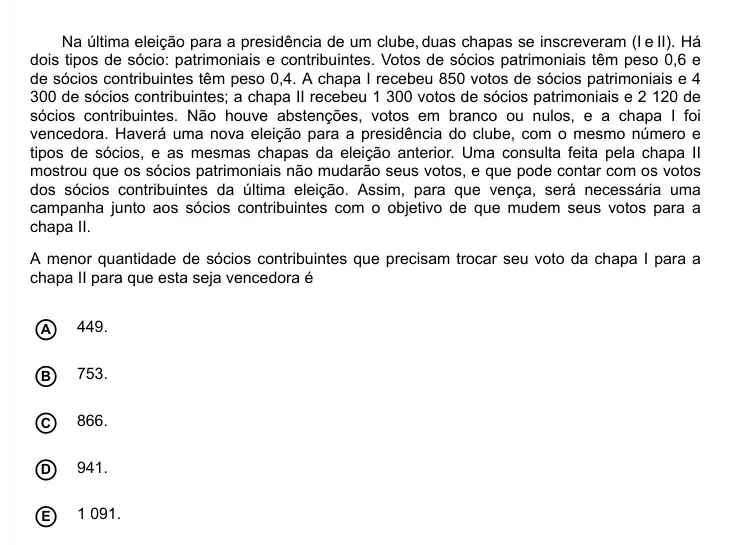 Na última eleição para a presidência de um clube, duas chapas se inscreveram (I e II). Há
dois tipos de sócio: patrimoniais e contribuintes. Votos de sócios patrimoniais têm peso 0,6 e
de sócios contribuintes têm peso 0,4. A chapa I recebeu 850 votos de sócios patrimoniais e 4
300 de sócios contribuintes; a chapa II recebeu 1 300 votos de sócios patrimoniais e 2 120 de
sócios contribuintes. Não houve abstenções, votos em branco ou nulos, e a chapa I foi
vencedora. Haverá uma nova eleição para a presidência do clube, com o mesmo número e
tipos de sócios, e as mesmas chapas da eleição anterior. Uma consulta feita pela chapa II
mostrou que os sócios patrimoniais não mudarão seus votos, e que pode contar com os votos
dos sócios contribuintes da última eleição. Assim, para que vença, será necessária uma
campanha junto aos sócios contribuintes com o objetivo de que mudem seus votos para a
chapa II.
A menor quantidade de sócios contribuintes que precisam trocar seu voto da chapa I para a
chapa II para que esta seja vencedora é
A 449.
B 753.
C 866.
D 941.
E 1 091.